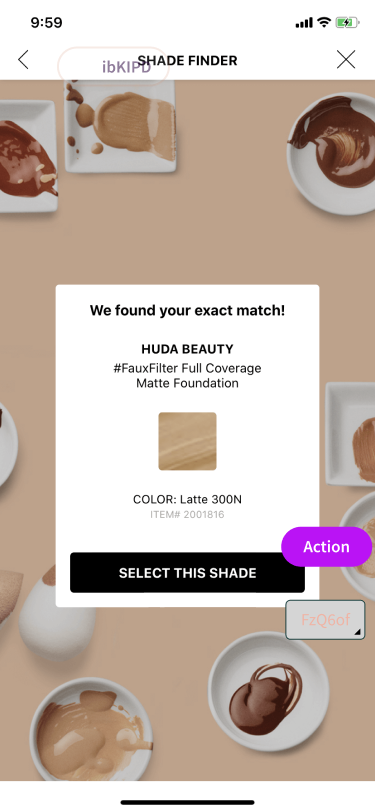 9:59
ibKIPD
SHADE FINDER
We found your exact match!
HUDA BEAUTY
#FauxFilter Full Coverage
Matte Foundation
COLOR: Latte 300N
ITEM# 2001816
Action
SELECT THIS SHADE
FzQ6of